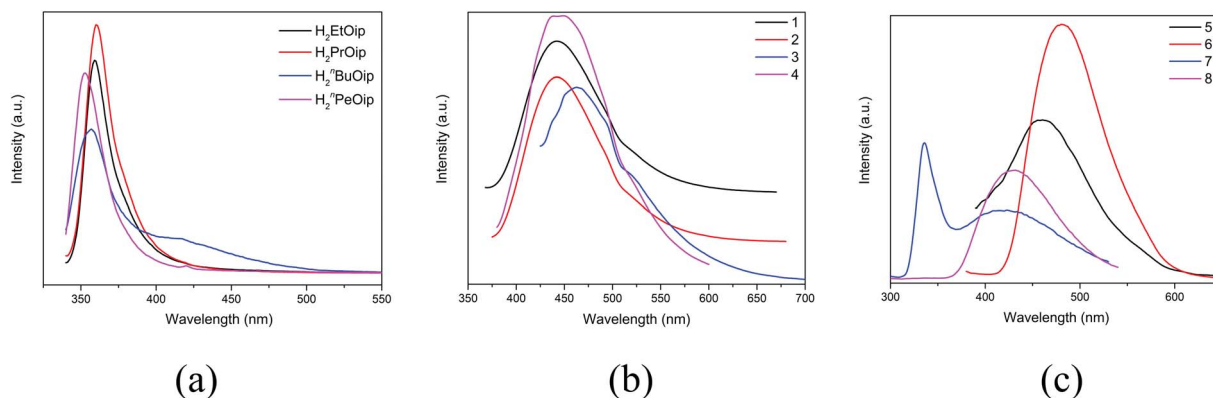 Intensity (a.u.)
H₂EtOip
H₂PrOip
H₂ⁿBuOip
H₂ⁿPeOip
350 400 450 500 550
Wavelength (nm)
(a)
Intensity (a.u.)
1
2
3
4
350 400 450 500 550 600 650 700
Wavelength (nm)
(b)
Intensity (a.u.)
5
6
7
8
300 400 500 600
Wavelength (nm)
(c)